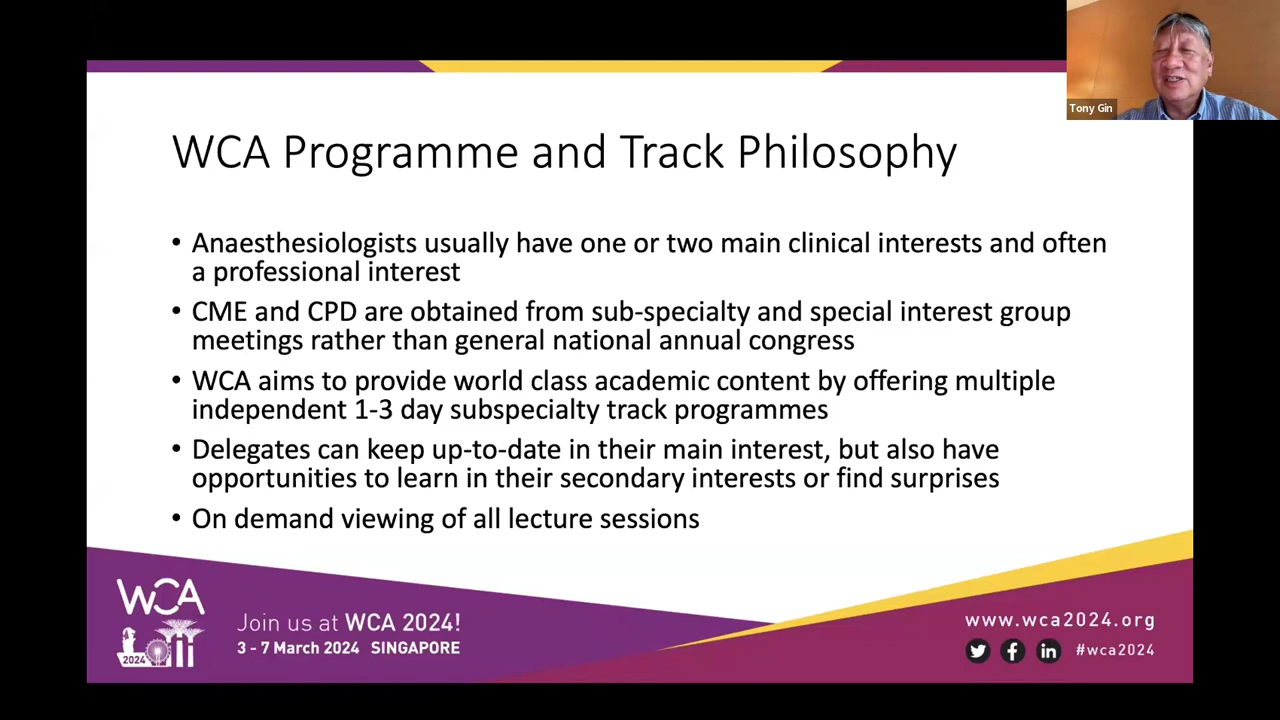 Tony Gin
WCA Programme and Track Philosophy
• Anaesthesiologists usually have one or two main clinical interests and often
a professional interest
• CME and CPD are obtained from sub-specialty and special interest group
meetings rather than general national annual congress
• WCA aims to provide world class academic content by offering multiple
independent 1-3 day subspecialty track programmes
• Delegates can keep up-to-date in their main interest, but also have
opportunities to learn in their secondary interests or find surprises
• On demand viewing of all lecture sessions
WCA
2024
Join us at WCA 2024!
3 - 7 March 2024 SINGAPORE
www.wca2024.org
#wca2024